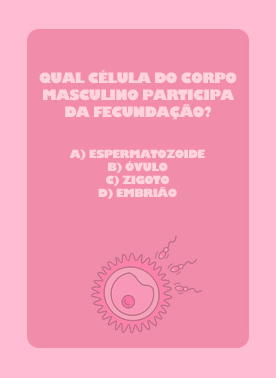 QUAL CÉLULA DO CORPO
MASCULINO PARTICIPA
DA FECUNDAÇÃO?
A) ESPERMATOZOIDE
B) ÓVULO
C) ZIGOTO
D) EMBRIÃO